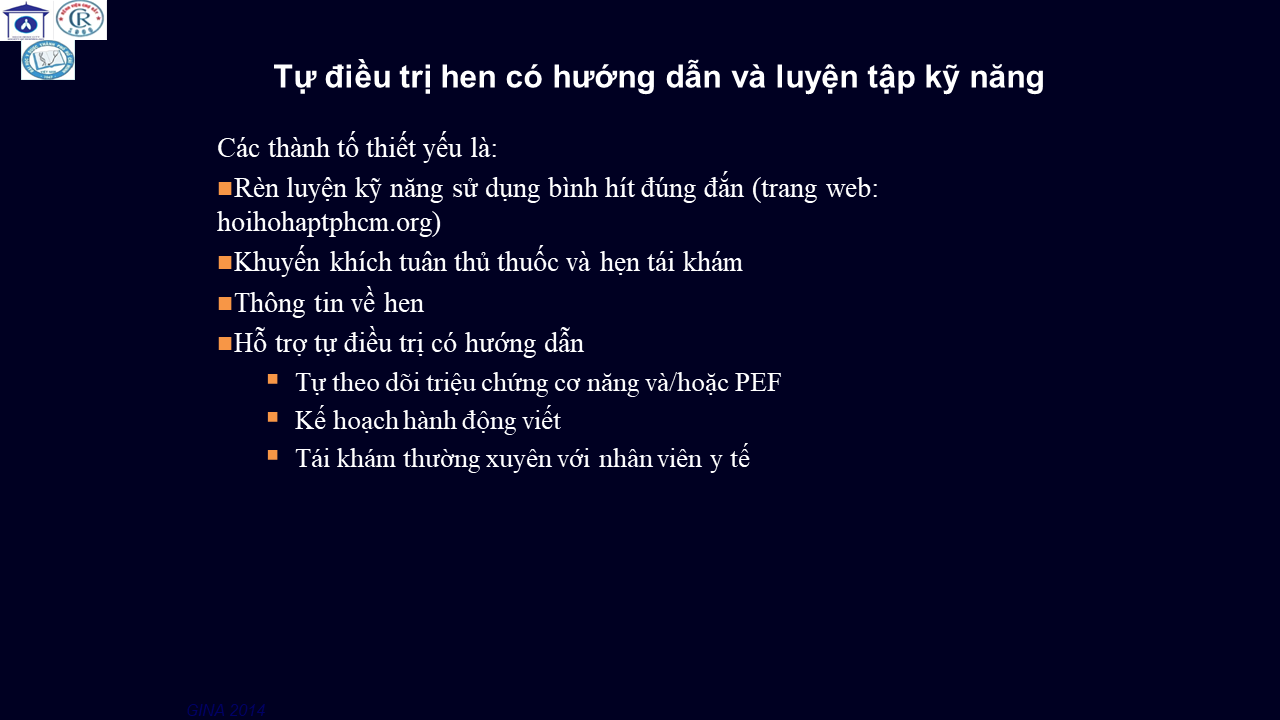 Tự điều trị hen có hướng dẫn và luyện tập kỹ năng
Các thành tố thiết yếu là:
■Rèn luyện kỹ năng sử dụng bình hít đúng đắn (trang web:
hoihohaptphcm.org)
■Khuyến khích tuân thủ thuốc và hẹn tái khám
■Thông tin về hen
■Hỗ trợ tự điều trị có hướng dẫn
▪ Tự theo dõi triệu chứng cơ năng và/hoặc PEF
▪ Kế hoạch hành động viết
▪ Tái khám thường xuyên với nhân viên y tế
GINA 2014